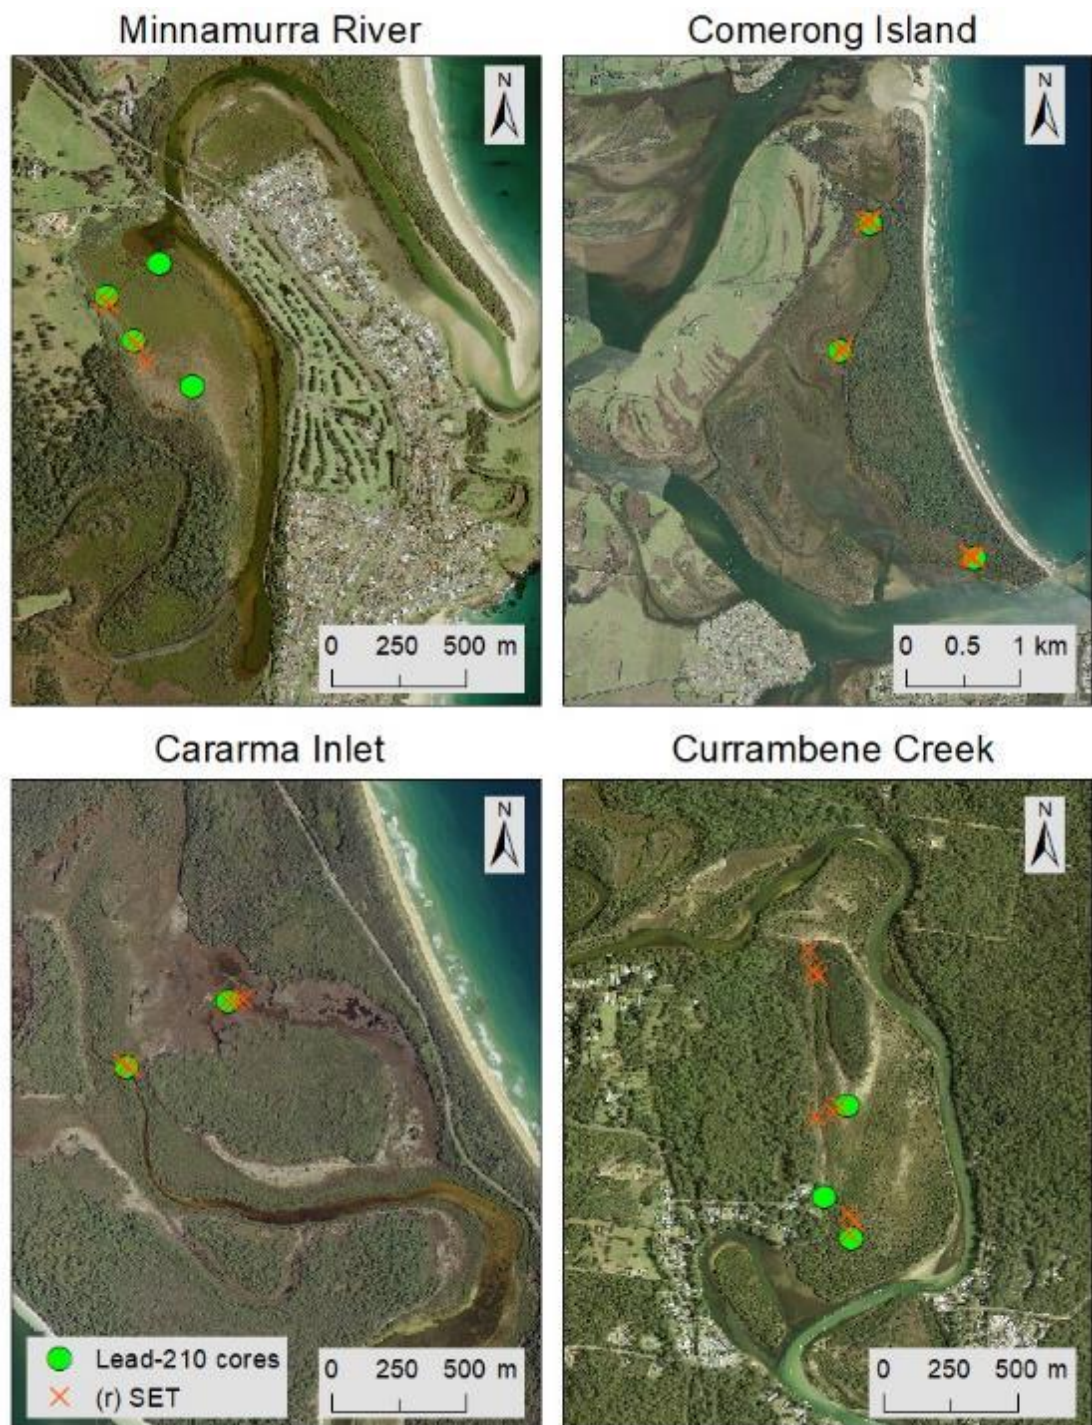 Minnamurra River
Comerong Island
N
N
0 250 500 m
0 0.5 1 km
Cararma Inlet
Currambene Creek
N
N
Lead-210 cores
(r) SET
0 250 500 m
0 250 500 m